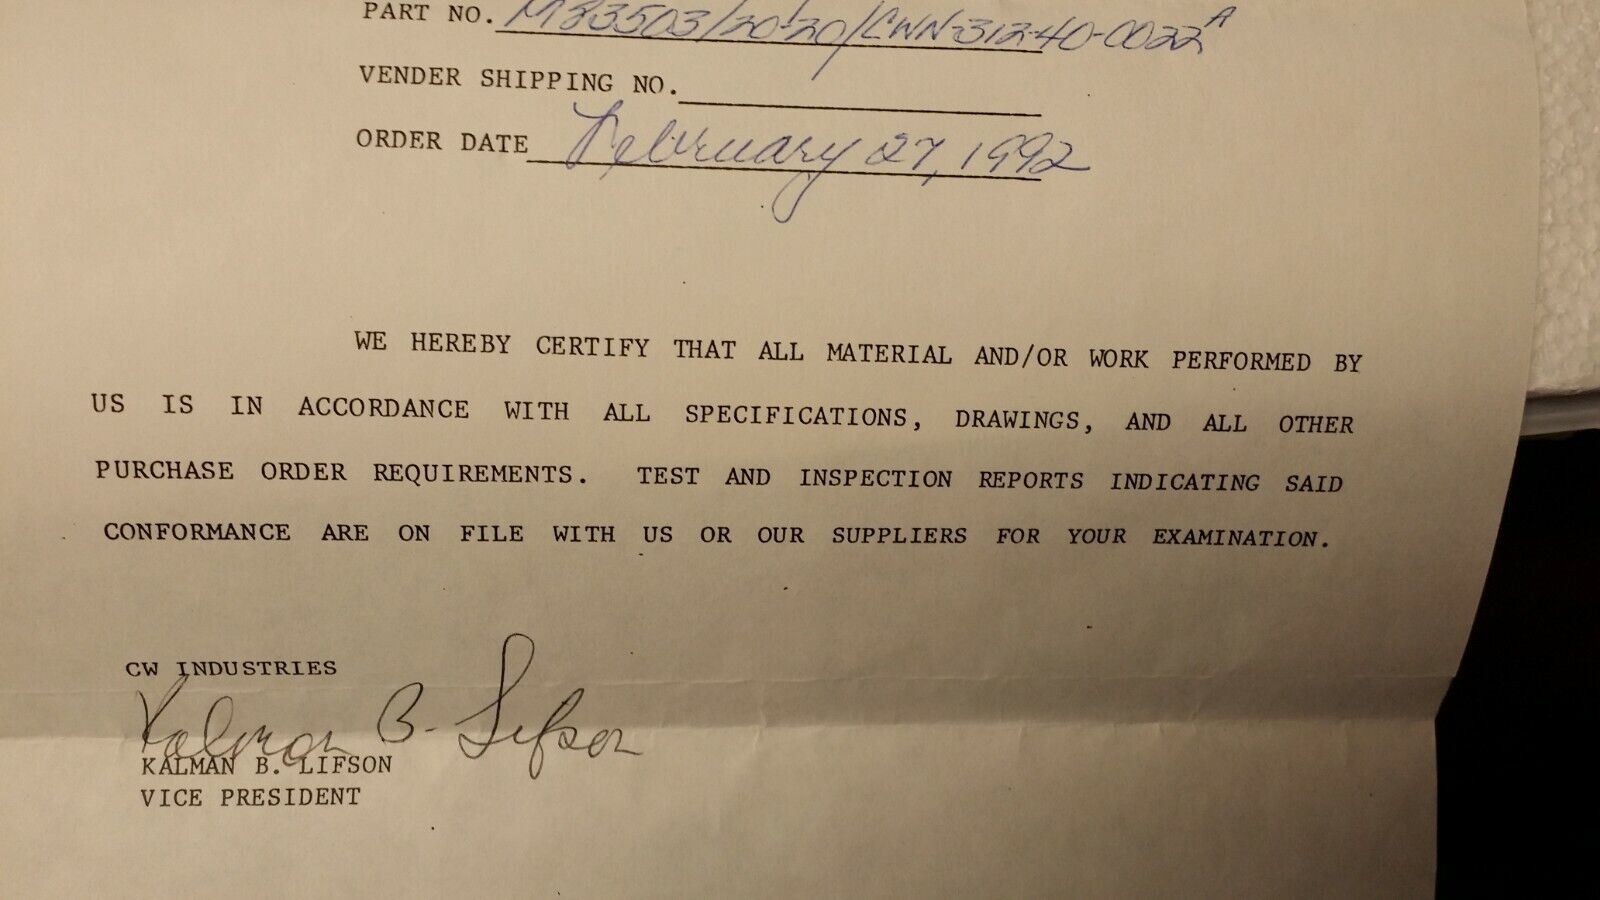 PART NO. M83503/20-20/CWN-312-40-0022A
VENDER SHIPPING NO.
ORDER DATE February 27, 1992
WE HEREBY CERTIFY THAT ALL MATERIAL AND/OR WORK PERFORMED BY
US IS IN ACCORDANCE WITH ALL SPECIFICATIONS, DRAWINGS, AND ALL OTHER
PURCHASE ORDER REQUIREMENTS. TEST AND INSPECTION REPORTS INDICATING SAID
CONFORMANCE ARE ON FILE WITH US OR OUR SUPPLIERS FOR YOUR EXAMINATION.
CW INDUSTRIES
Kalman B. Lifson
KALMAN B. LIFSON
VICE PRESIDENT